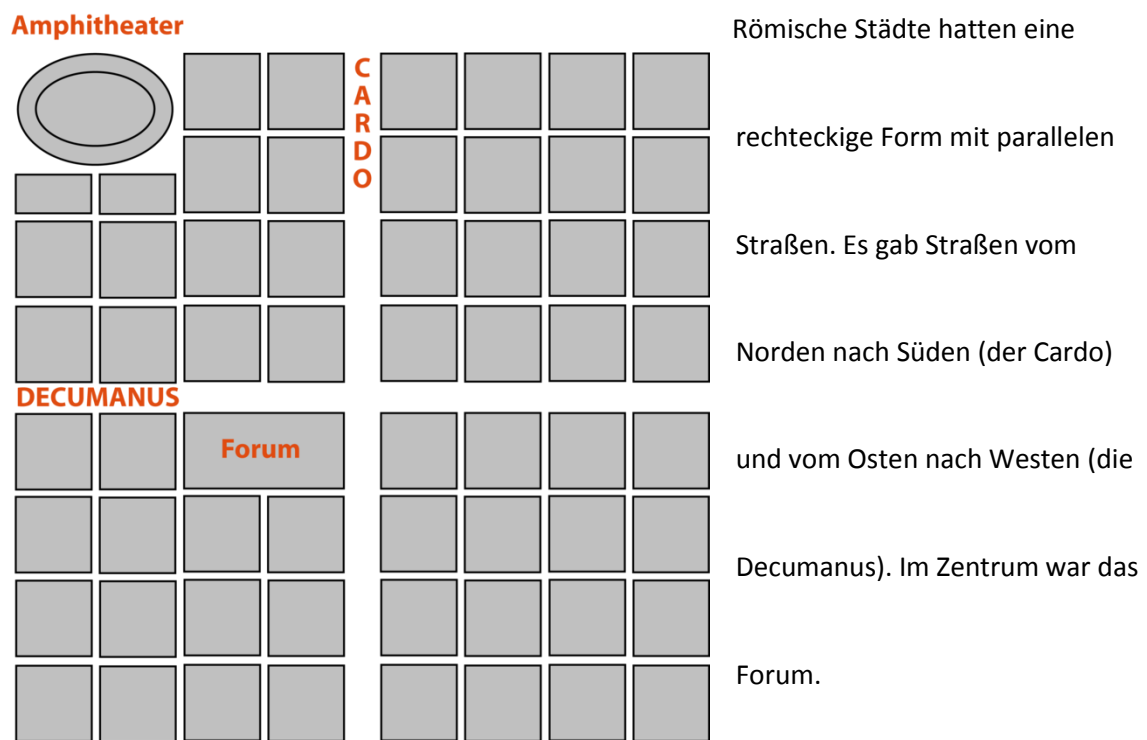 Amphitheater
CARDO
DECUMANUS
Forum
Römische Städte hatten eine
rechteckige Form mit parallelen
Straßen. Es gab Straßen vom
Norden nach Süden (der Cardo)
und vom Osten nach Westen (die
Decumanus). Im Zentrum war das
Forum.